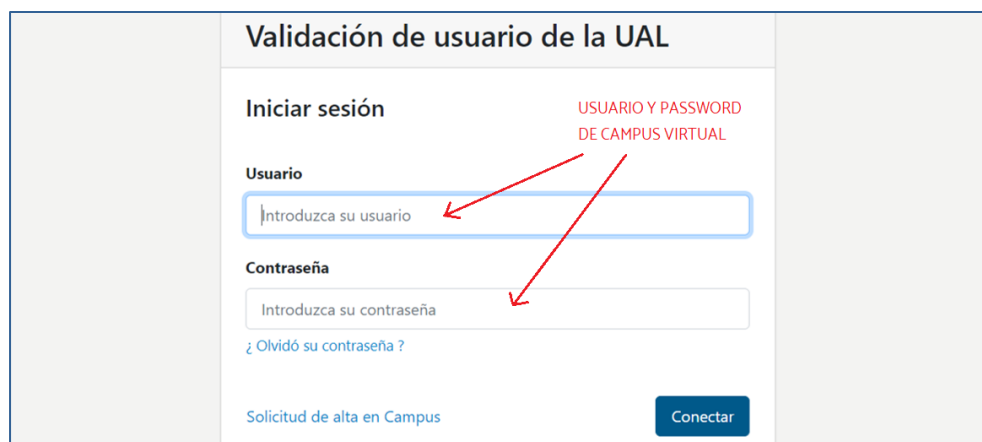 Validación de usuario de la UAL
Iniciar sesión
USUARIO Y PASSWORD
DE CAMPUS VIRTUAL
Usuario
Introduzca su usuario
Contraseña
Introduzca su contraseña
¿ Olvidó su contraseña ?
Solicitud de alta en Campus
Conectar